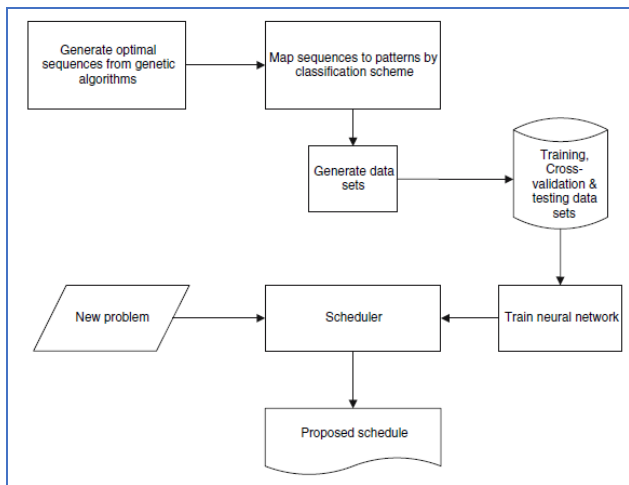 Generate optimal
sequences from genetic
algorithms
Map sequences to patterns by
classification scheme
Generate data
sets
Training,
Cross-
validation &
testing data
sets
New problem
Scheduler
Train neural network
Proposed schedule